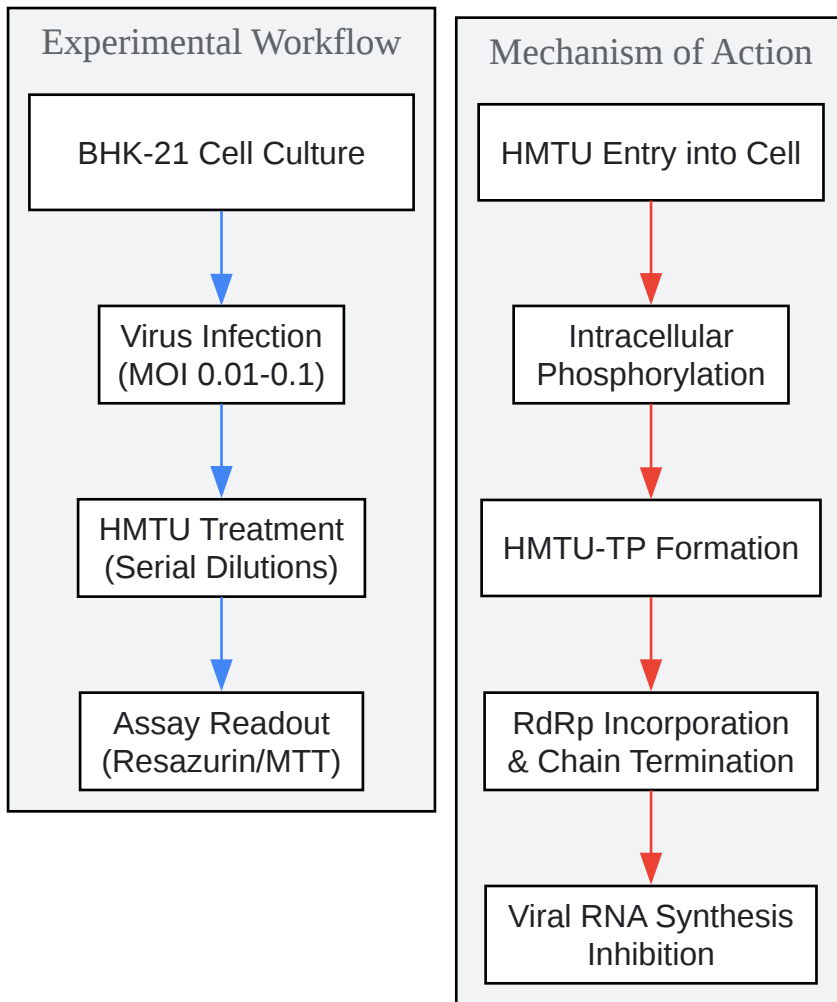 Experimental Workflow
BHK-21 Cell Culture
Virus Infection
(MOI 0.01-0.1)
HMTU Treatment
(Serial Dilutions)
Assay Readout
(Resazurin/MTT)
Mechanism of Action
HMTU Entry into Cell
Intracellular
Phosphorylation
HMTU-TP Formation
RdRp Incorporation
& Chain Termination
Viral RNA Synthesis
Inhibition